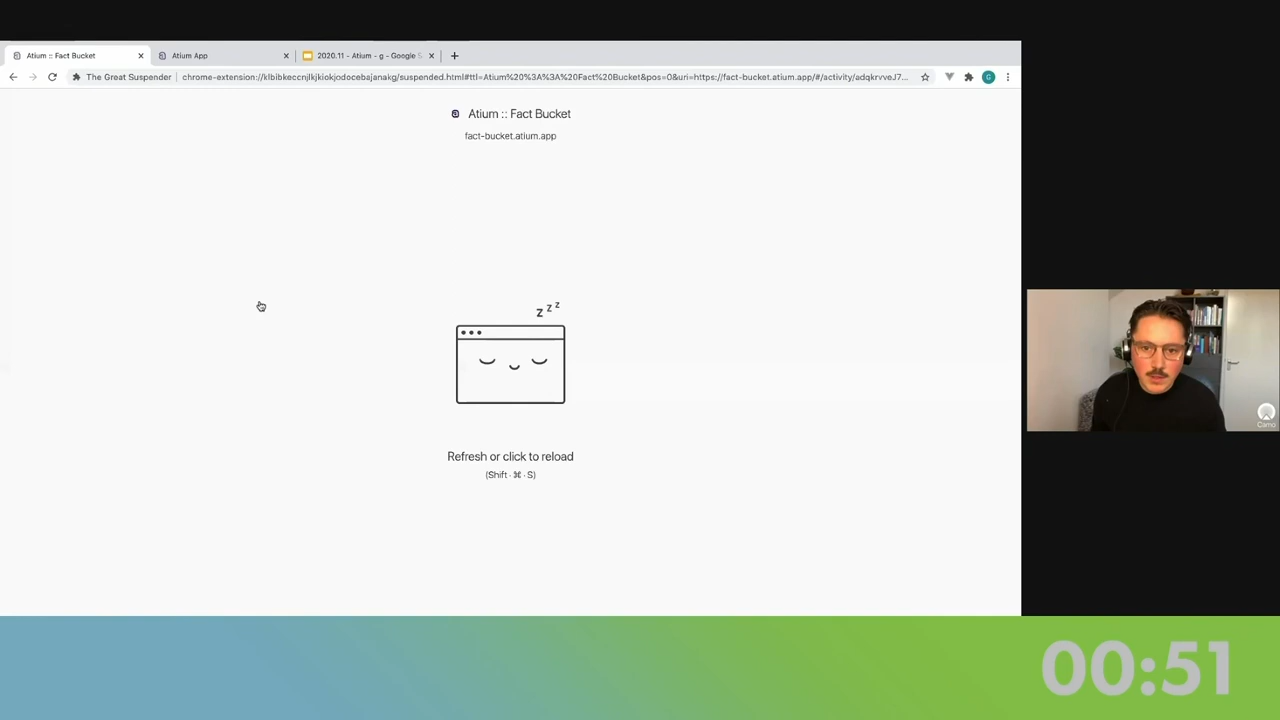 Atium :: Fact Bucket
Atium App
2020.11 - Atium - g - Google S
The Great Suspender
chrome-extension://klbibkeccnjlkjkiokjodocebajanakg/suspended.html#ttl=Atium%20%3A%3A%20Fact%20Bucket&pos=0&uri=https://fact-bucket.atium.app/#/activity/adqkrvveJ7...
G
Atium :: Fact Bucket
fact-bucket.atium.app
z z z
Refresh or click to reload
(Shift · ⌘ · S)
Camo
00:51